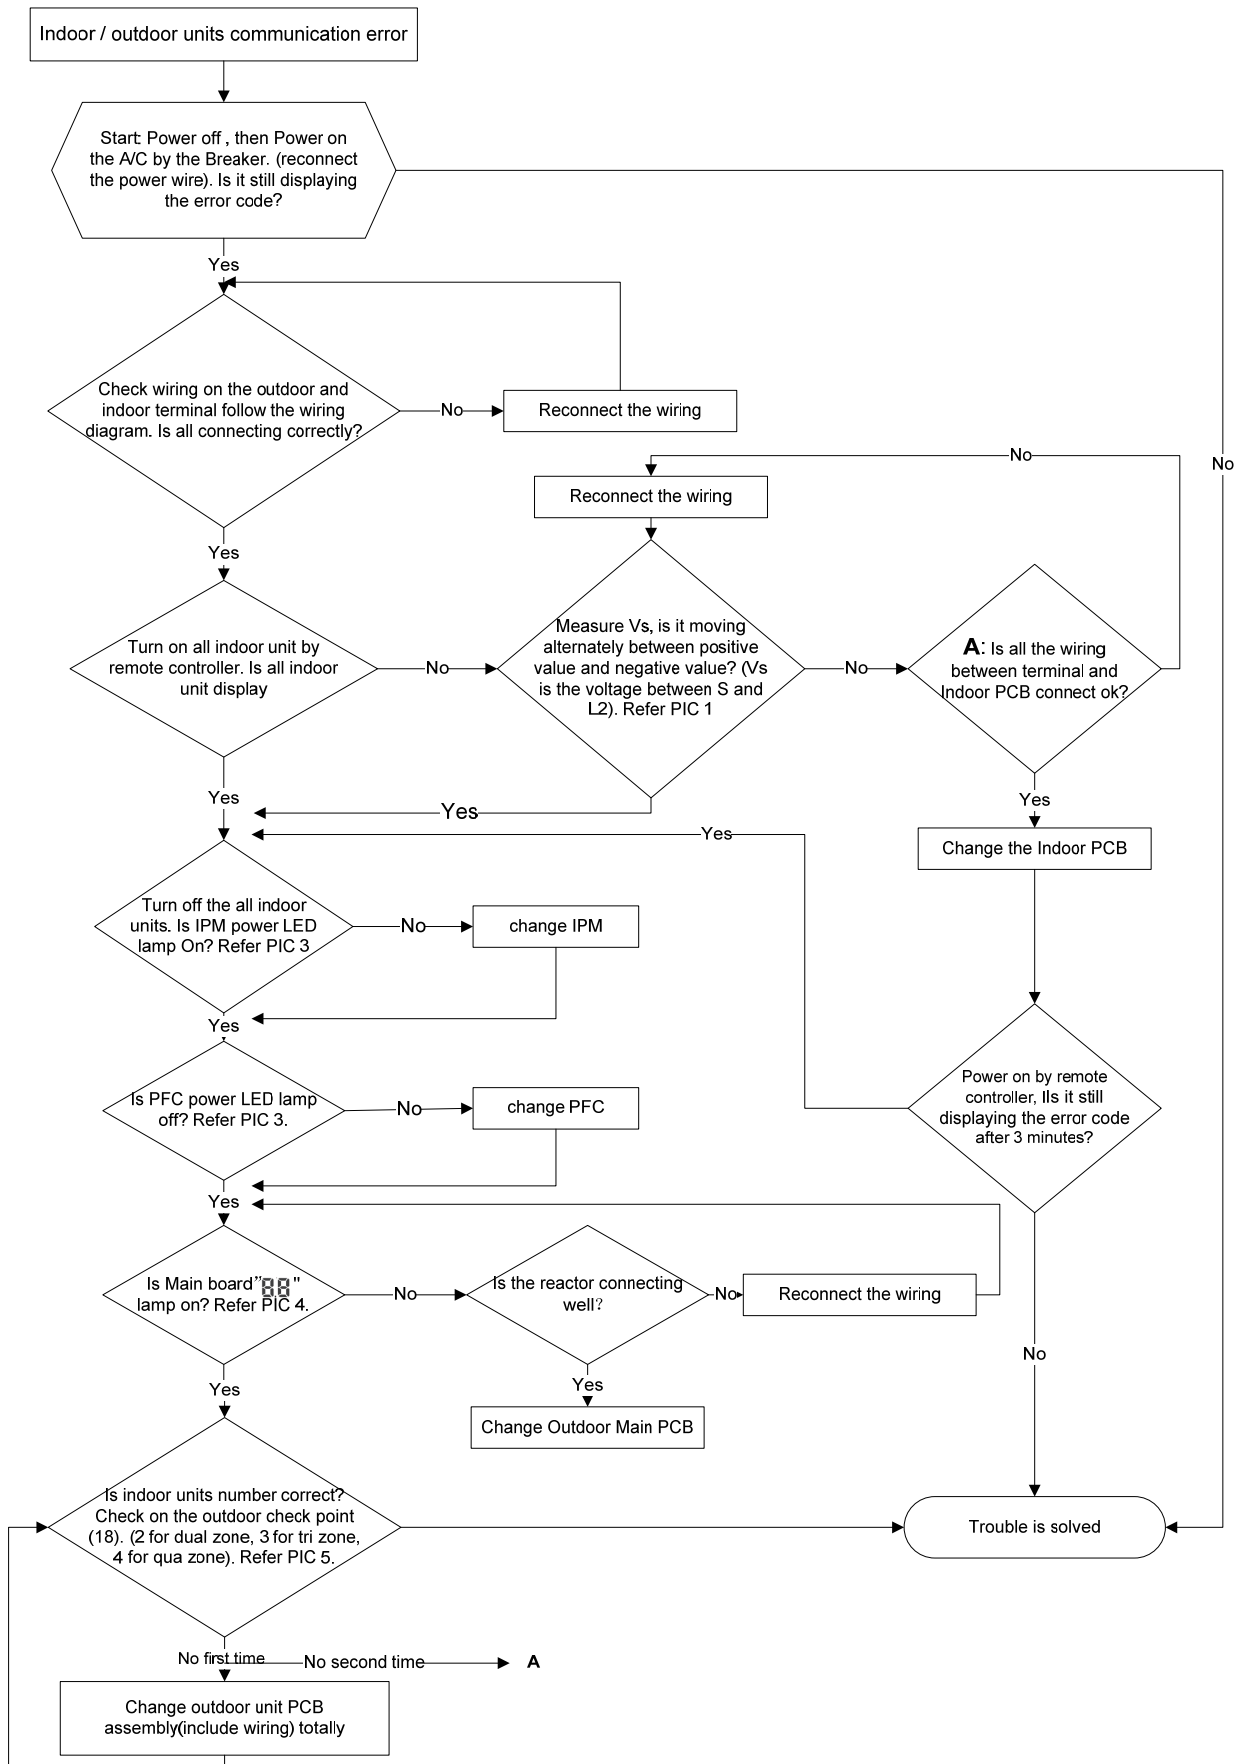 Indoor / outdoor units communication error
Start: Power off , then Power on
the A/C by the Breaker. (reconnect
the power wire). Is it still displaying
the error code?
Yes
Check wiring on the outdoor and
indoor terminal follow the wiring
diagram. Is all connecting correctly?
No
Reconnect the wiring
No
No
Reconnect the wiring
Yes
Turn on all indoor unit by
remote controller. Is all indoor
unit display
No
Measure Vs, is it moving
alternately between positive
value and negative value? (Vs
is the voltage between S and
L2). Refer PIC 1
No
A: Is all the wiring
between terminal and
Indoor PCB connect ok?
Yes
Yes
Yes
Yes
Change the Indoor PCB
Turn off the all indoor
units. Is IPM power LED
lamp On? Refer PIC 3
No
change IPM
Yes
Is PFC power LED lamp
off? Refer PIC 3.
No
change PFC
Power on by remote
controller, IIs it still
displaying the error code
after 3 minutes?
Yes
Is Main board"88"
lamp on? Refer PIC 4.
No
Is the reactor connecting
well?
No
Reconnect the wiring
No
Yes
Yes
Change Outdoor Main PCB
Is indoor units number correct?
Check on the outdoor check point
(18). (2 for dual zone, 3 for tri zone,
4 for qua zone). Refer PIC 5.
Trouble is solved
No first time
No second time
A
Change outdoor unit PCB
assembly(include wiring) totally